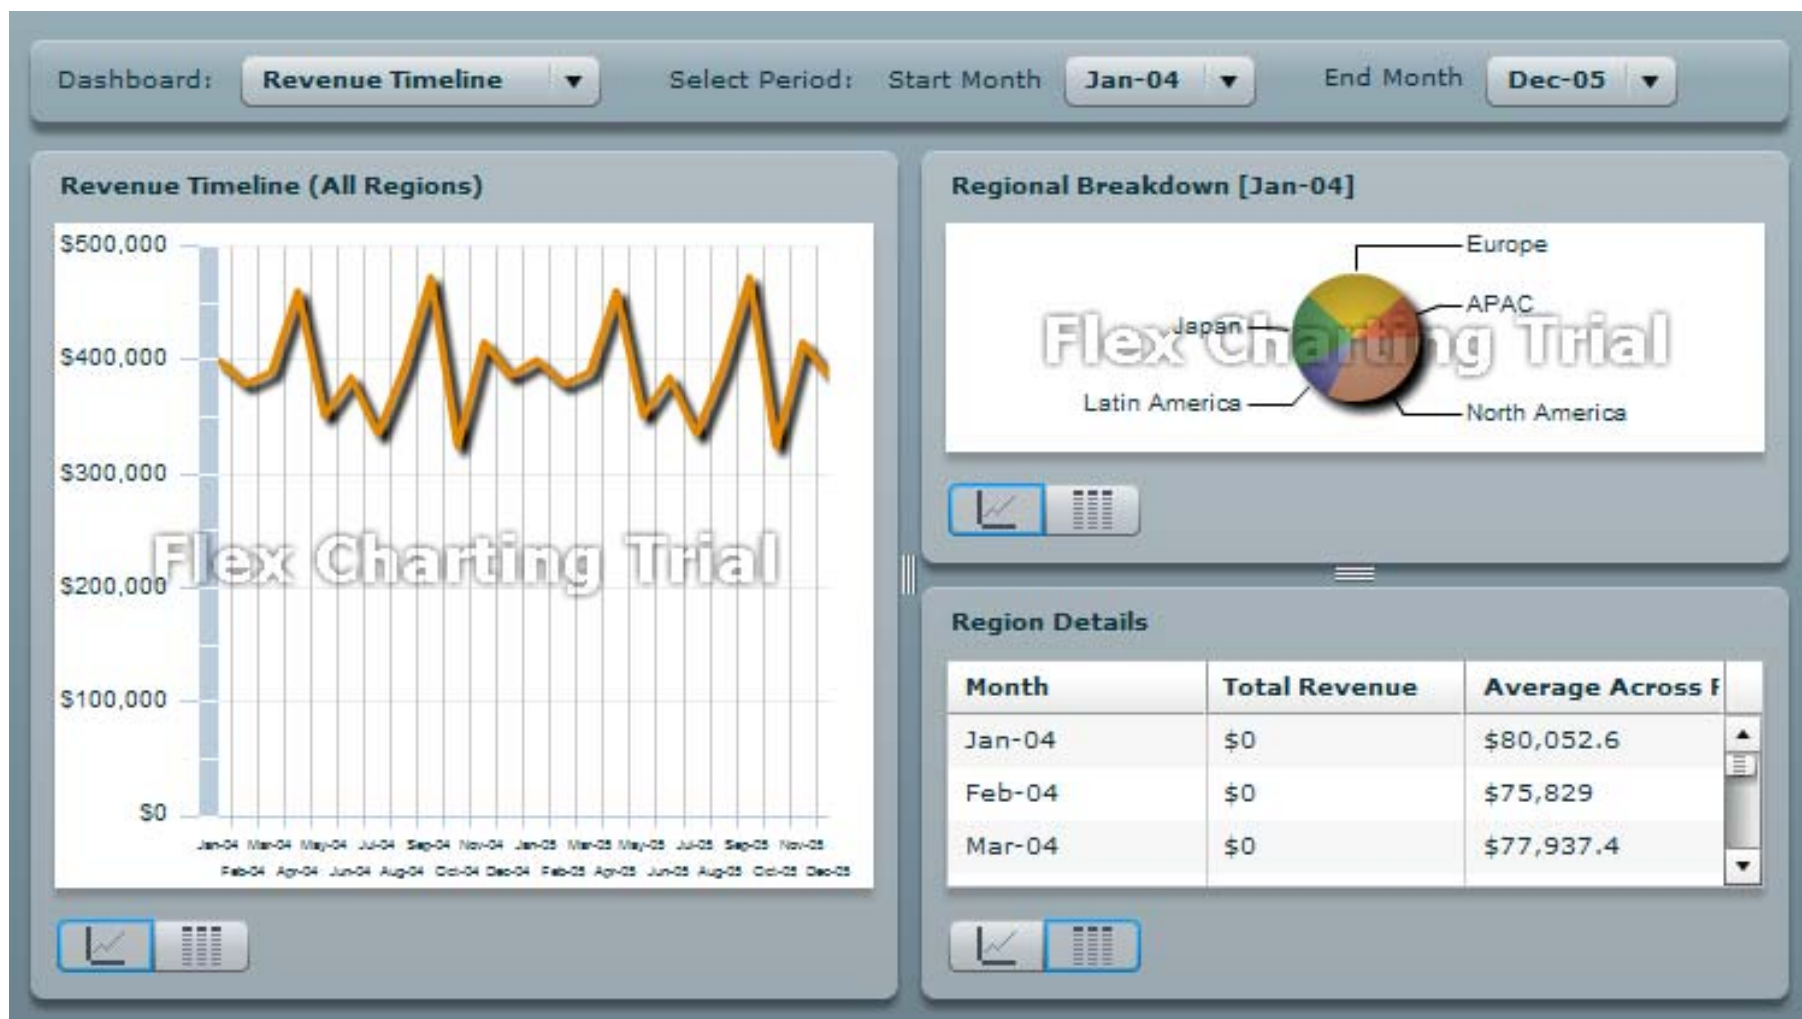 Dashboard: Revenue Timeline Select Period: Start Month Jan-04 End Month Dec-05
Revenue Timeline (All Regions)
$500,000
$400,000
$300,000
$200,000
$100,000
$0
Flex Charting Trial
Jan-04 Mar-04 May-04 Jul-04 Sep-04 Nov-04 Jan-05 Mar-05 May-05 Jul-05 Sep-05 Nov-05
Feb-04 Apr-04 Jun-04 Aug-04 Oct-04 Dec-04 Feb-05 Apr-05 Jun-05 Aug-05 Oct-05 Dec-05
Regional Breakdown [Jan-04]
Europe
APAC
Japan
Flex Charting Trial
Latin America
North America
Region Details
Month Total Revenue Average Across F
Jan-04 $0 $80,052.6
Feb-04 $0 $75,829
Mar-04 $0 $77,937.4